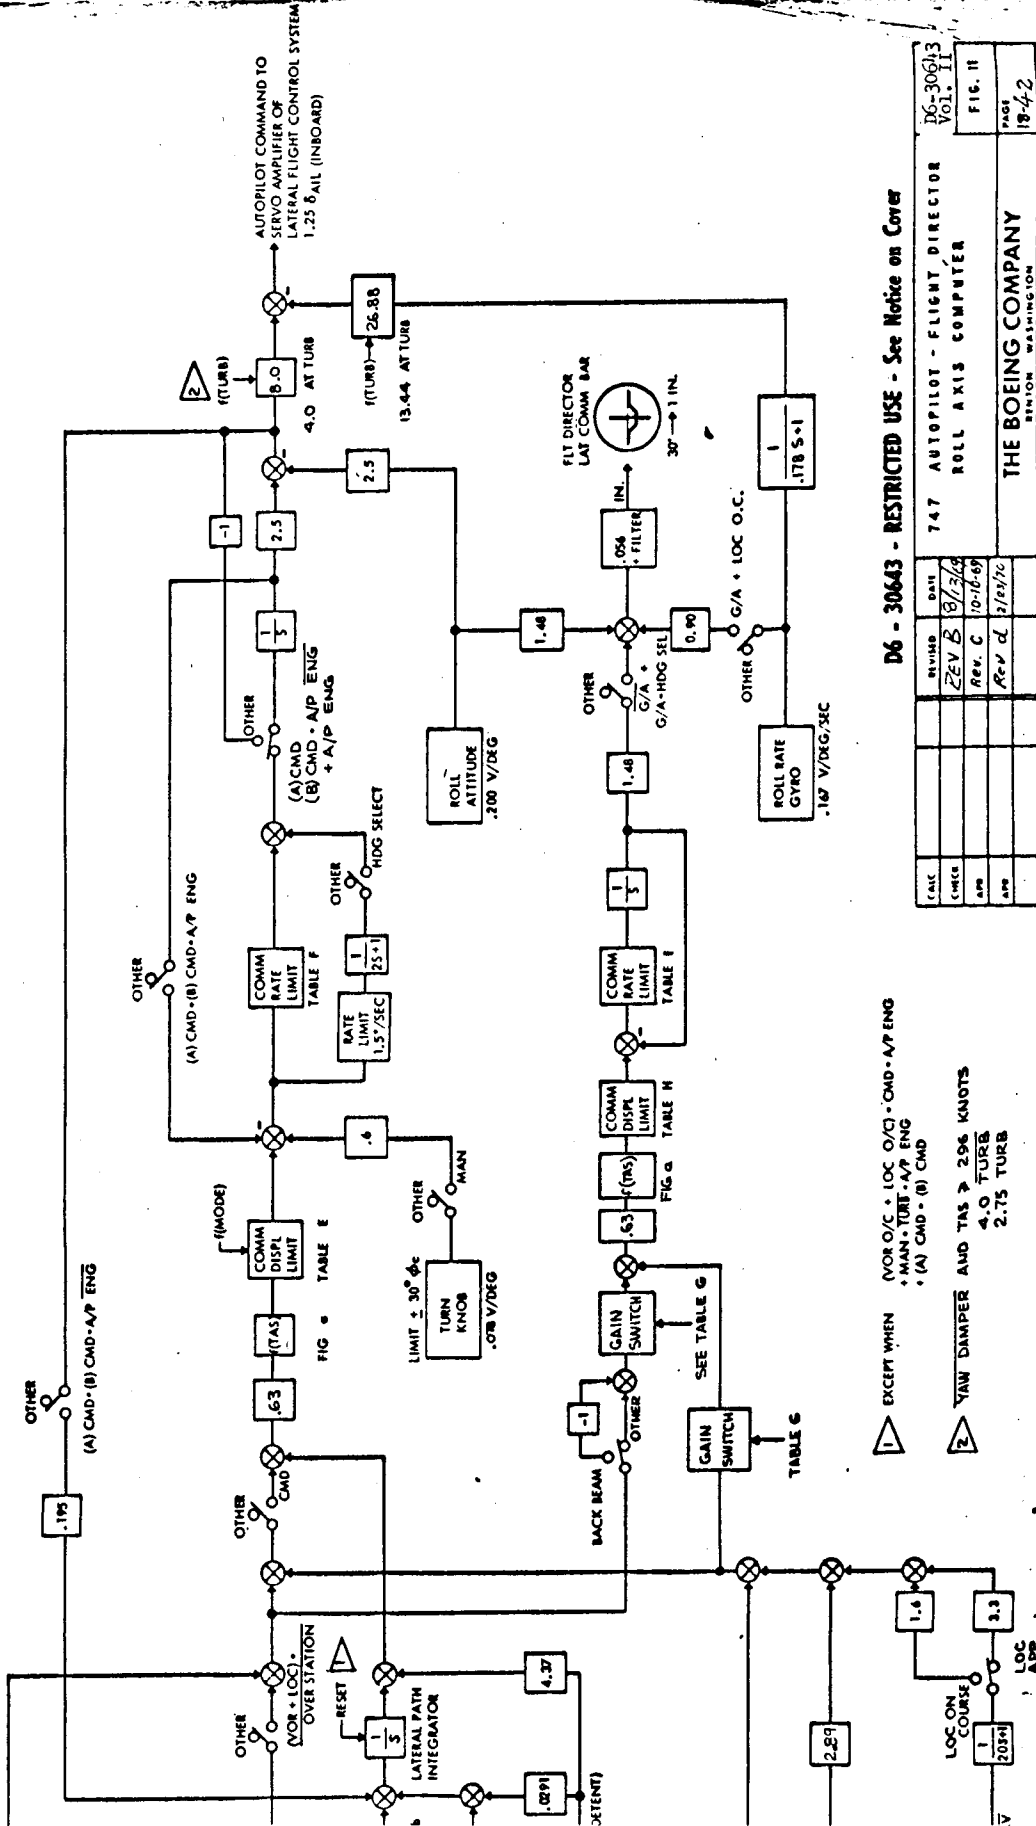 AUTOPILOT COMMAND TO
SERVO AMPLIFIER OF
LATERAL FLIGHT CONTROL SYSTEM
1.25 δAIL (INBOARD)
2
f(TURB)
8.0
4.0 AT TURB
f(TURB)
26.88
13.44 AT TURB
-1
2.5
2.5
1
S
OTHER
(A) CMD
(B) CMD • A/P ENG
+ A/P ENG
OTHER
(A) CMD•(B) CMD•A/P ENG
COMM
RATE
LIMIT
TABLE F
RATE
LIMIT
1.5°/SEC
1
2S+1
OTHER
HDG SELECT
ROLL
ATTITUDE
.200 V/DEG
FLT DIRECTOR
LAT COMM BAR
30° → 1 IN.
IN.
.056
+ FILTER
1.48
0.90
G/A + LOC O.C.
OTHER
1
.178 S+1
ROLL RATE
GYRO
.167 V/DEG/SEC
OTHER
G/A +
G/A•HDG SEL
1.48
1
S
COMM
RATE
LIMIT
TABLE I
COMM
DISPL
LIMIT
TABLE H
f(TAS)
FIG a
.63
f(MODE)
COMM
DISPL
LIMIT
TABLE E
f(TAS)
FIG a
.63
.6
OTHER
MAN
LIMIT ± 30° ϕc
TURN
KNOB
.078 V/DEG
OTHER
(A) CMD•(B) CMD•A/P ENG
.195
OTHER
CMD
GAIN
SWITCH
SEE TABLE G
-1
OTHER
BACK BEAM
GAIN
SWITCH
TABLE G
OTHER
(VOR + LOC) •
OVER STATION
RESET
1
1
S
LATERAL PATH
INTEGRATOR
4.37
.0291
DETENT)
2.89
1.6
3.3
LOC ON
COURSE
1
20S+1
LOC
APP
V
1 EXCEPT WHEN (VOR O/C + LOC O/C) • CMD • A/P ENG
+ MAN • TURB • A/P ENG
+ (A) CMD • (B) CMD
2 YAW DAMPER AND TAS > 296 KNOTS
4.0 TURB
2.75 TURB
D6 - 30643 - RESTRICTED USE - See Notice on Cover
CALC
REVISED
DATE
CHECK
REV B
APR
Rev. C
10-10-69
APR
Rev d
747 AUTOPILOT - FLIGHT DIRECTOR
ROLL AXIS COMPUTER
THE BOEING COMPANY
RENTON WASHINGTON
D6-30643
Vol. II
FIG. 11
PAGE
18-42